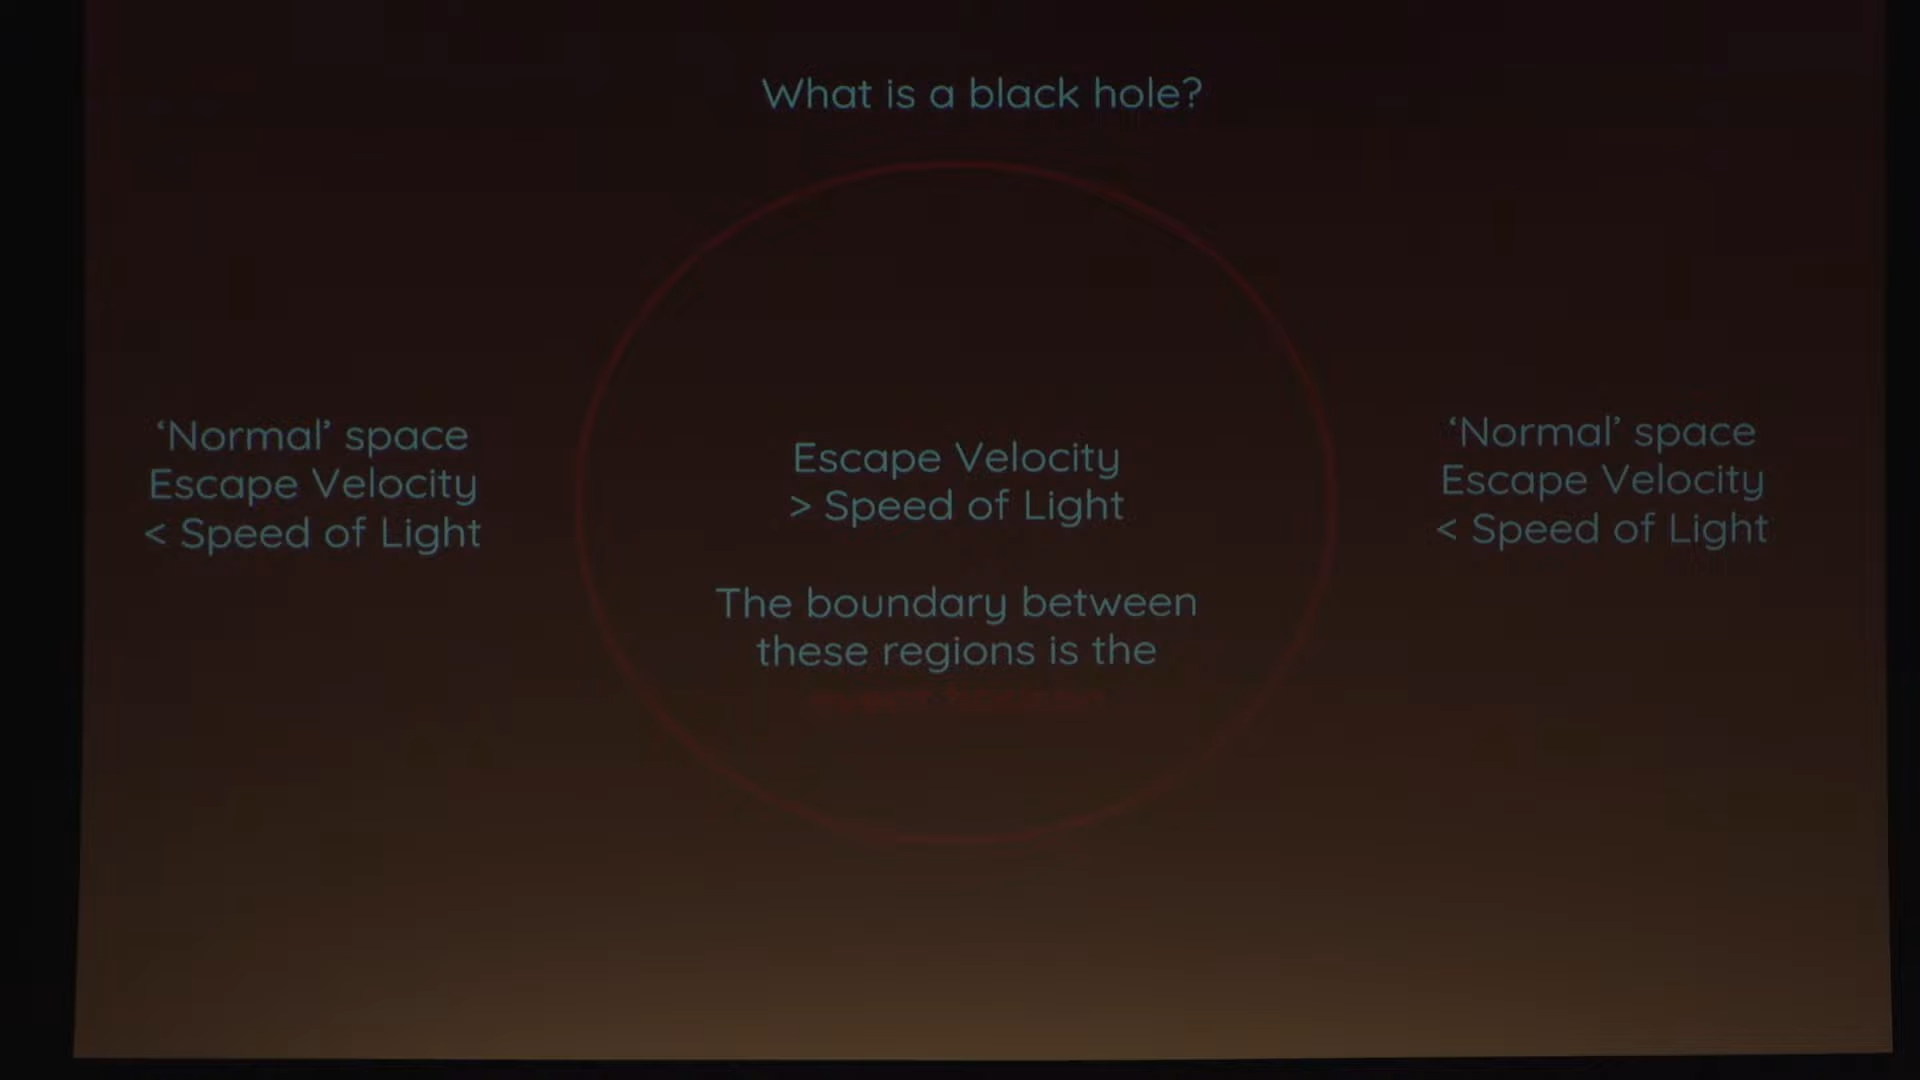 What is a black hole?
‘Normal’ space
Escape Velocity
< Speed of Light
Escape Velocity
> Speed of Light
The boundary between
these regions is the
‘Normal’ space
Escape Velocity
< Speed of Light